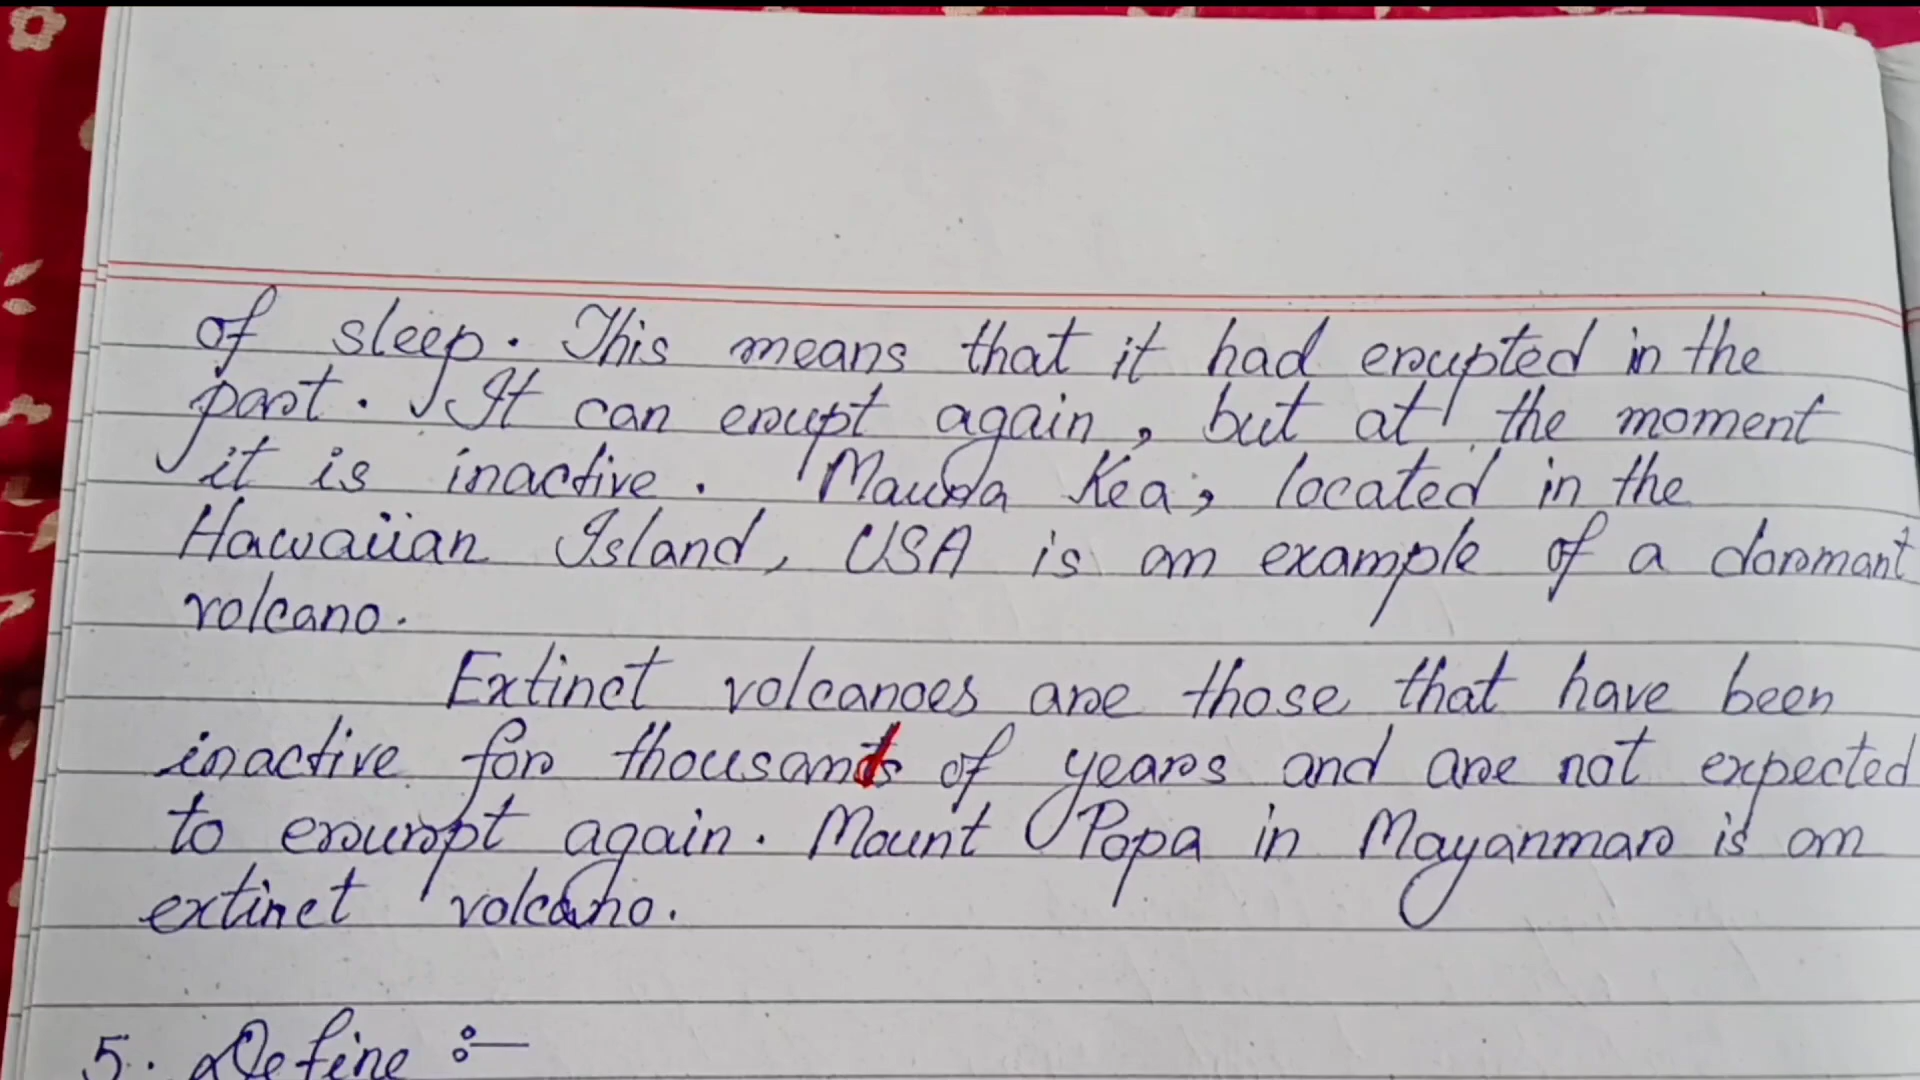 of sleep. This means that it had erupted in the
part. It can erupt again, but at the moment
it is inactive. Mauna Kea, located in the
Hawaiian Island, USA is an example of a dormant
volcano.
Extinct volcanoes are those that have been
inactive for thousands of years and are not expected
to erurpt again. Mount Popa in Mayanmar is an
extinct volcano.
5. Define :-